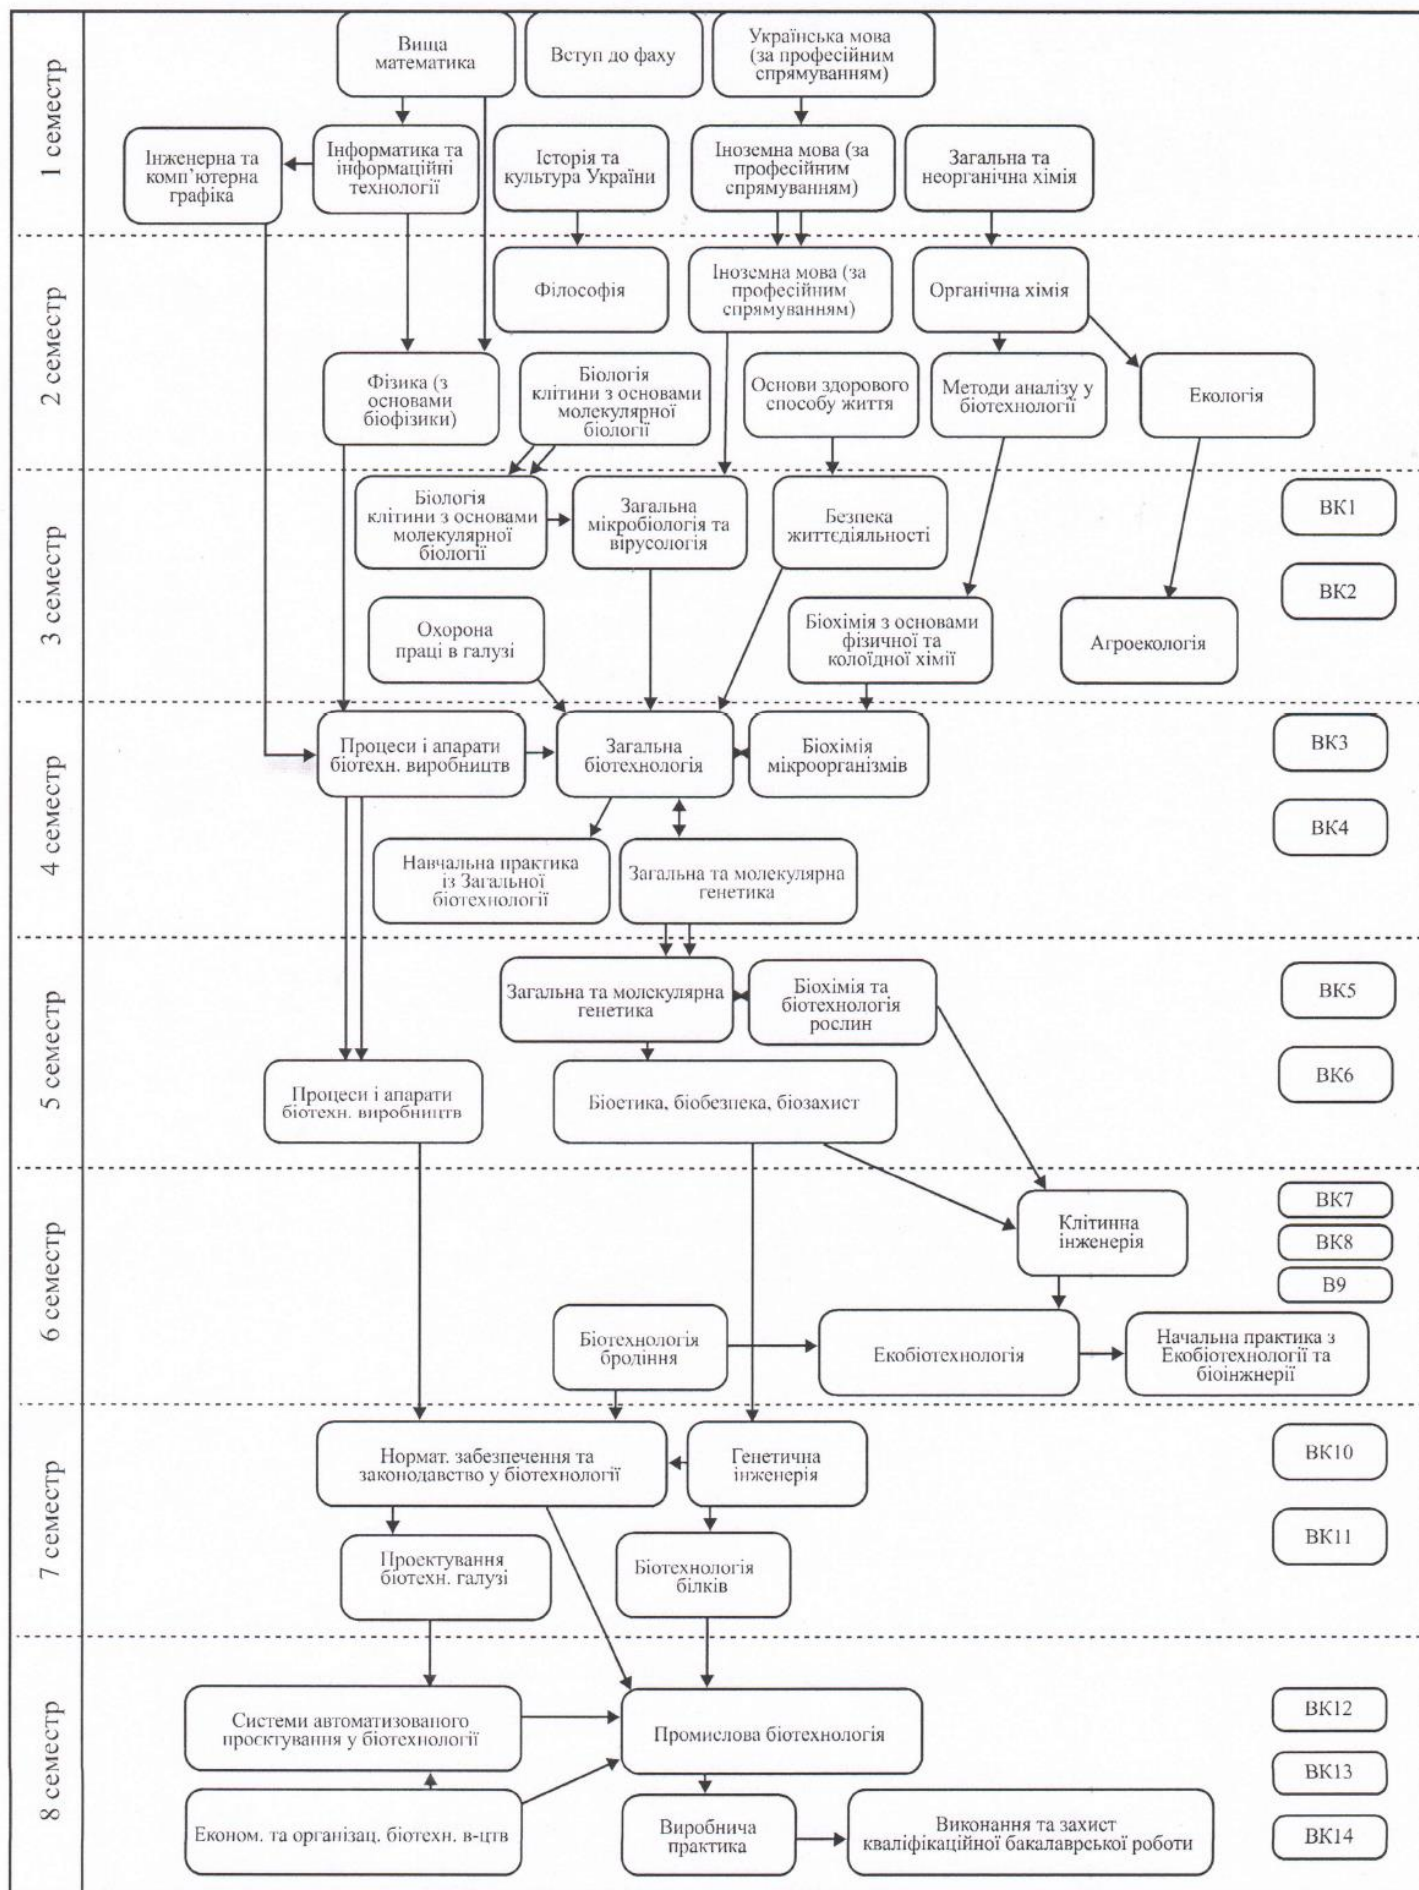 1 семестр
Вища
математика
Вступ до фаху
Українська мова
(за професійним
спрямуванням)
Інженерна та
комп’ютерна
графіка
Інформатика та
інформаційні
технології
Історія та
культура України
Іноземна мова (за
професійним
спрямуванням)
Загальна та
неорганічна хімія
2 семестр
Філософія
Іноземна мова (за
професійним
спрямуванням)
Органічна хімія
Фізика (з
основами
біофізики)
Біологія
клітини з основами
молекулярної
біології
Основи здорового
способу життя
Методи аналізу у
біотехнології
Екологія
3 семестр
Біологія
клітини з основами
молекулярної
біології
Загальна
мікробіологія та
вірусологія
Безпека
життєдіяльності
ВК1
ВК2
Охорона
праці в галузі
Біохімія з основами
фізичної та
колоїдної хімії
Агроекологія
4 семестр
Процеси і апарати
біотехн. виробництв
Загальна
біотехнологія
Біохімія
мікроорганізмів
ВК3
ВК4
Навчальна практика
із Загальної
біотехнології
Загальна та молекулярна
генетика
5 семестр
Загальна та молекулярна
генетика
Біохімія та
біотехнологія
рослин
ВК5
ВК6
Процеси і апарати
біотехн. виробництв
Біоетика, біобезпека, біозахист
6 семестр
Клітинна
інженерія
ВК7
ВК8
В9
Біотехнологія
бродіння
Екобіотехнологія
Начальна практика з
Екобіотехнології та
біоінжнерії
7 семестр
Нормат. забезпечення та
законодавство у біотехнології
Генетична
інженерія
ВК10
ВК11
Проектування
біотехн. галузі
Біотехнологія
білків
8 семестр
Системи автоматизованого
проєктування у біотехнології
Промислова біотехнологія
ВК12
ВК13
ВК14
Економ. та організац. біотехн. в-цтв
Виробнича
практика
Виконання та захист
кваліфікаційної бакалаврської роботи